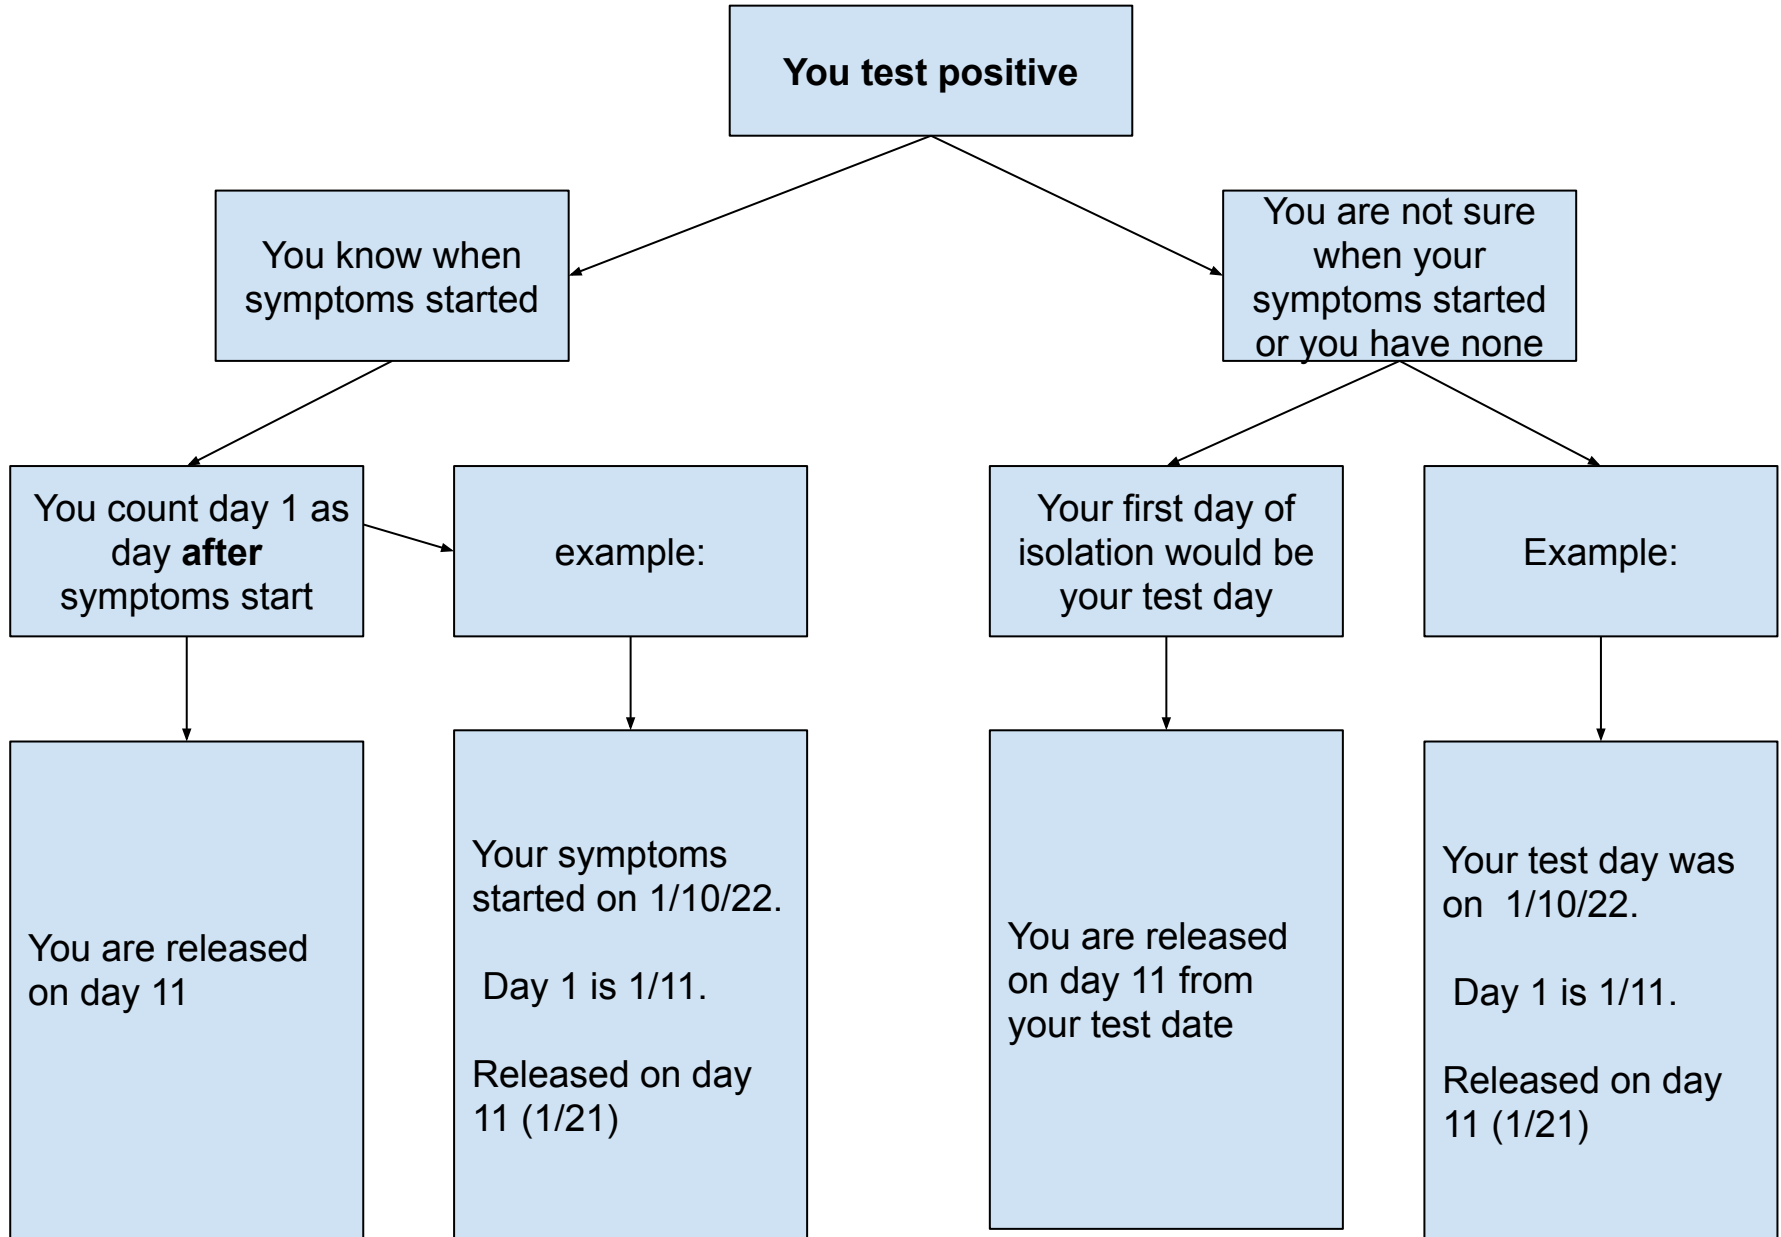 You test positive
You know when
symptoms started
You are not sure
when your
symptoms started
or you have none
You count day 1 as
day after
symptoms start
example:
Your first day of
isolation would be
your test day
Example:
You are released
on day 11
Your symptoms
started on 1/10/22.
Day 1 is 1/11.
Released on day
11 (1/21)
You are released
on day 11 from
your test date
Your test day was
on 1/10/22.
Day 1 is 1/11.
Released on day
11 (1/21)